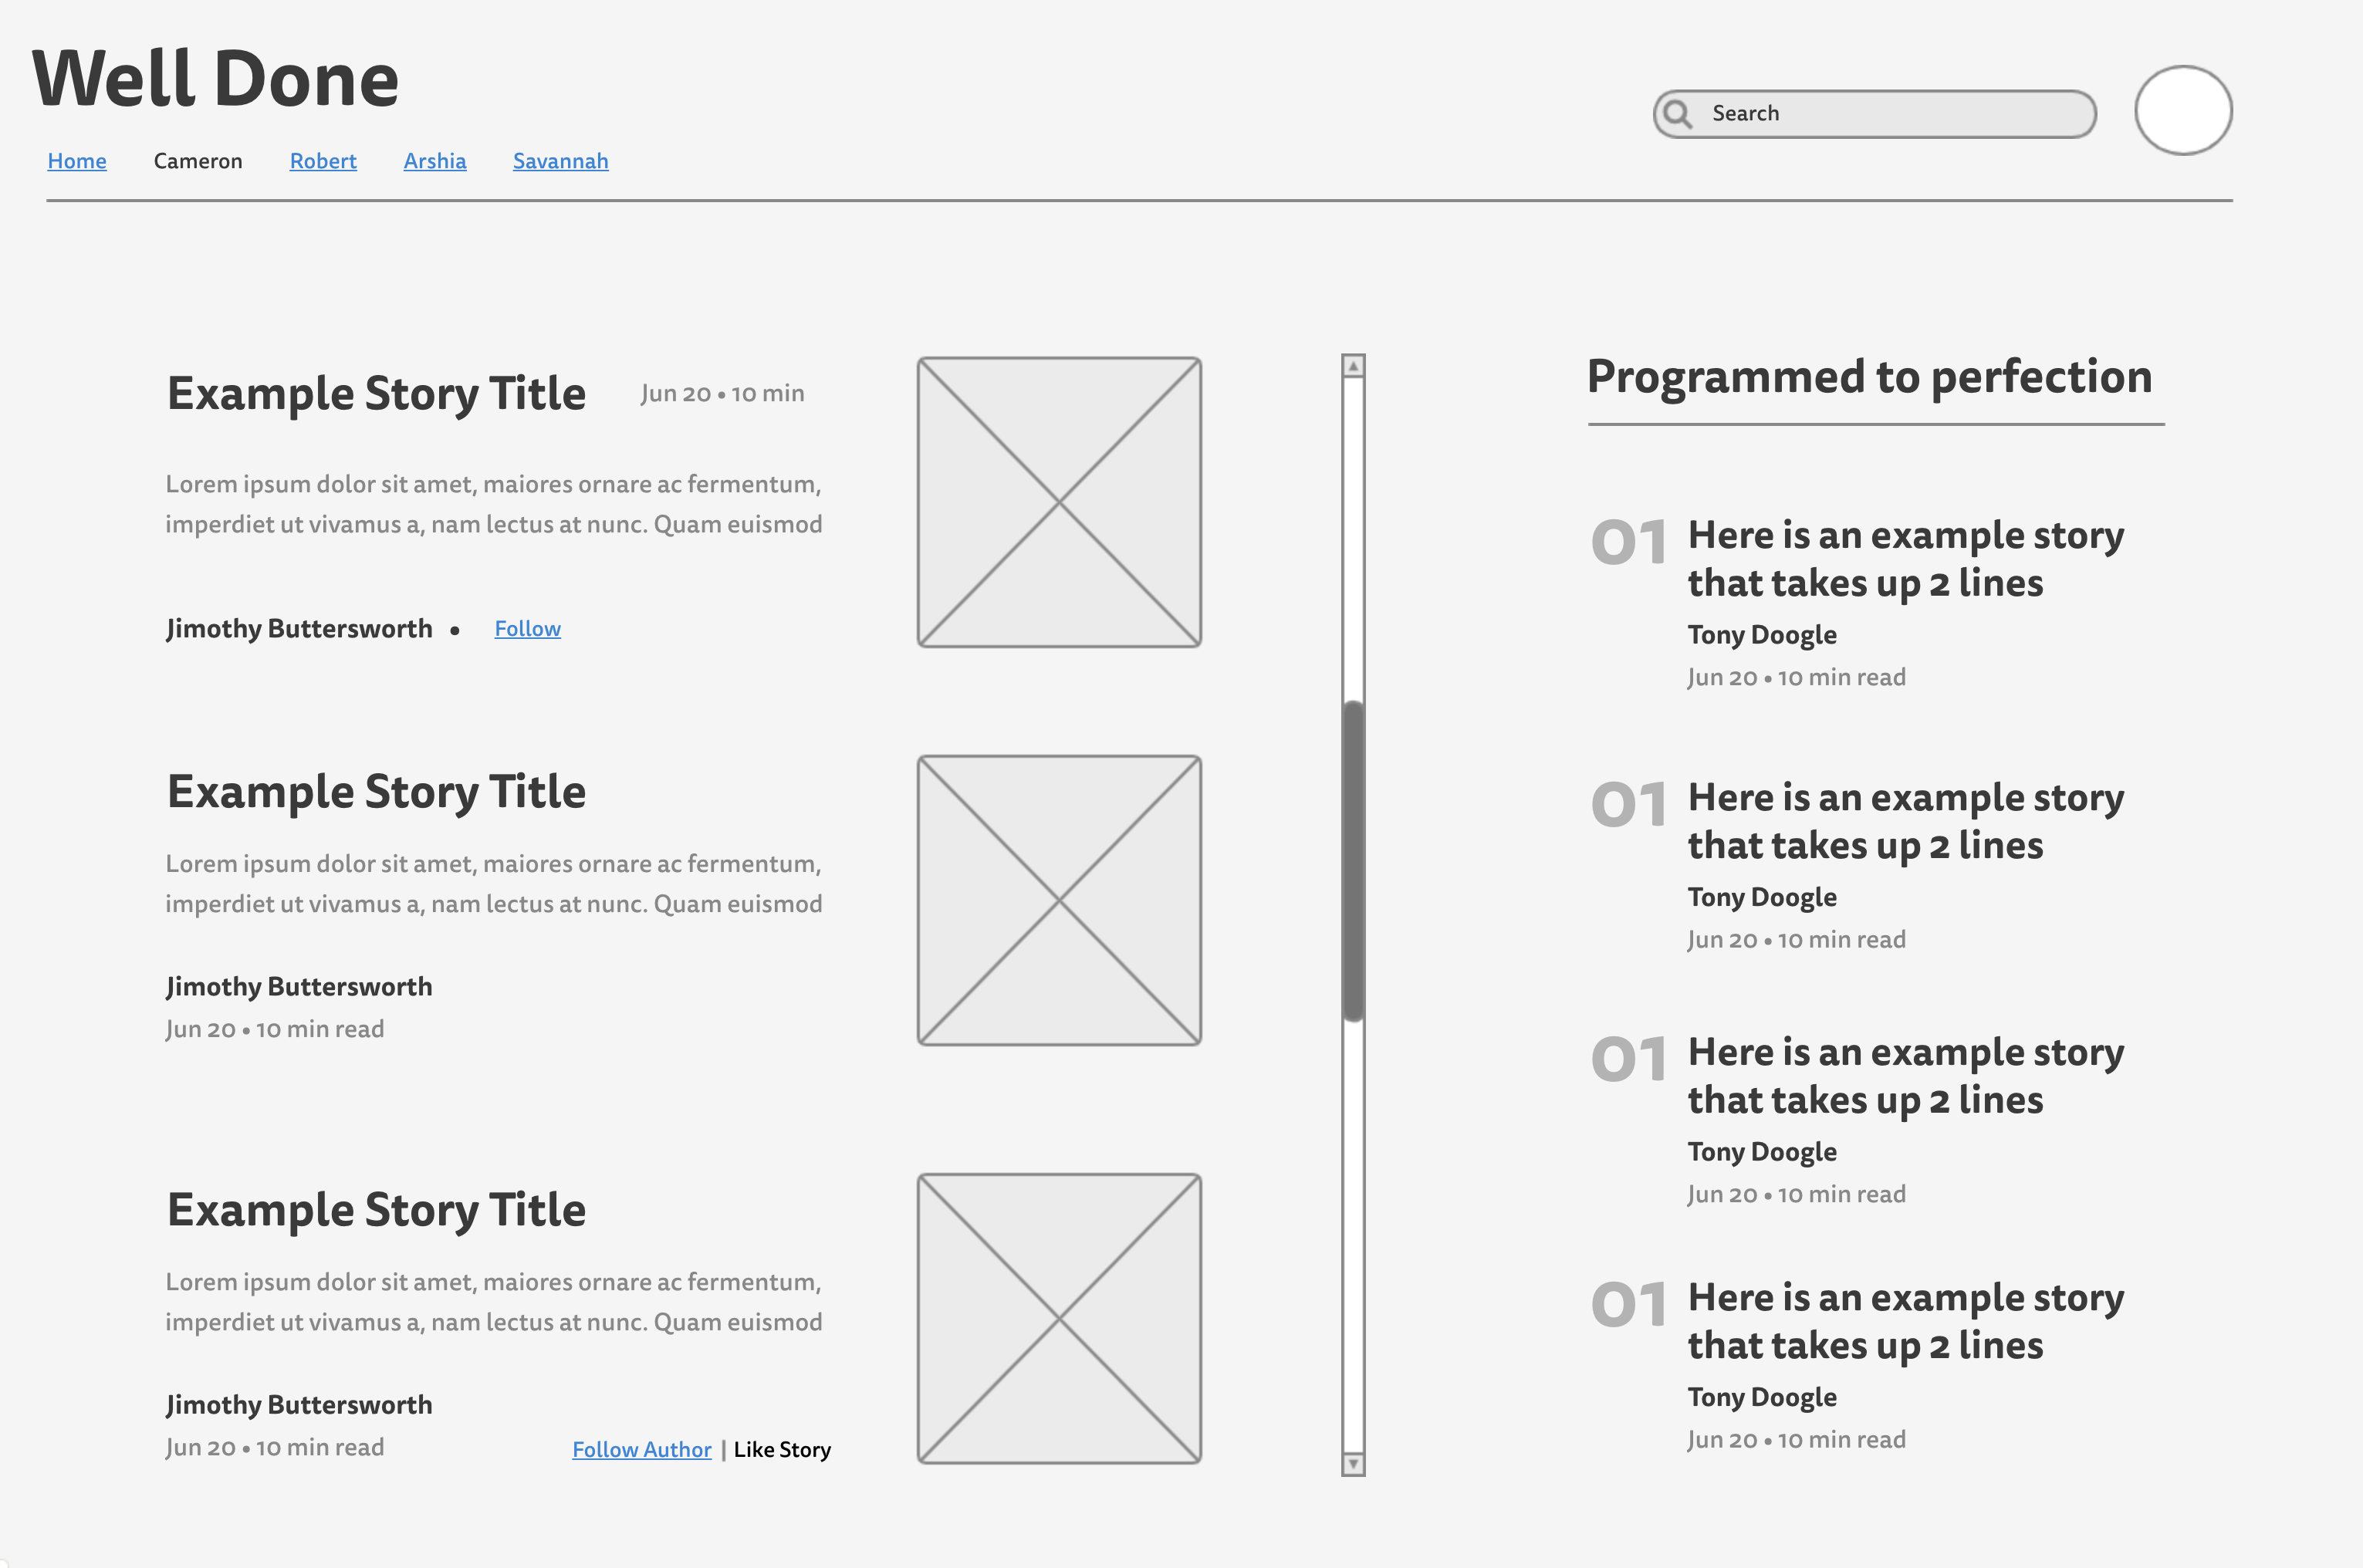 Well Done
Search
Home Cameron Robert Arshia Savannah
Example Story Title Jun 20 • 10 min
Lorem ipsum dolor sit amet, maiores ornare ac fermentum,
imperdiet ut vivamus a, nam lectus at nunc. Quam euismod
Jimothy Buttersworth • Follow
Example Story Title
Lorem ipsum dolor sit amet, maiores ornare ac fermentum,
imperdiet ut vivamus a, nam lectus at nunc. Quam euismod
Jimothy Buttersworth
Jun 20 • 10 min read
Example Story Title
Lorem ipsum dolor sit amet, maiores ornare ac fermentum,
imperdiet ut vivamus a, nam lectus at nunc. Quam euismod
Jimothy Buttersworth
Jun 20 • 10 min read
Follow Author | Like Story
Programmed to perfection
01 Here is an example story
that takes up 2 lines
Tony Doogle
Jun 20 • 10 min read
01 Here is an example story
that takes up 2 lines
Tony Doogle
Jun 20 • 10 min read
01 Here is an example story
that takes up 2 lines
Tony Doogle
Jun 20 • 10 min read
01 Here is an example story
that takes up 2 lines
Tony Doogle
Jun 20 • 10 min read